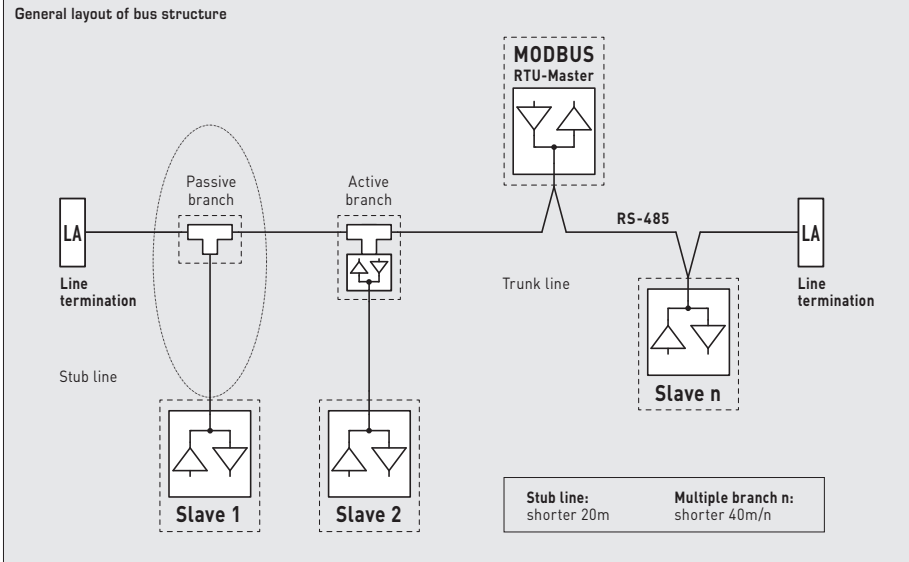 General layout of bus structure
MODBUS
RTU-Master
Passive
branch
Active
branch
RS-485
LA
LA
Line
termination
Trunk line
Line
termination
Stub line
Slave n
Slave 1
Slave 2
Stub line:
shorter 20m
Multiple branch n:
shorter 40m/n